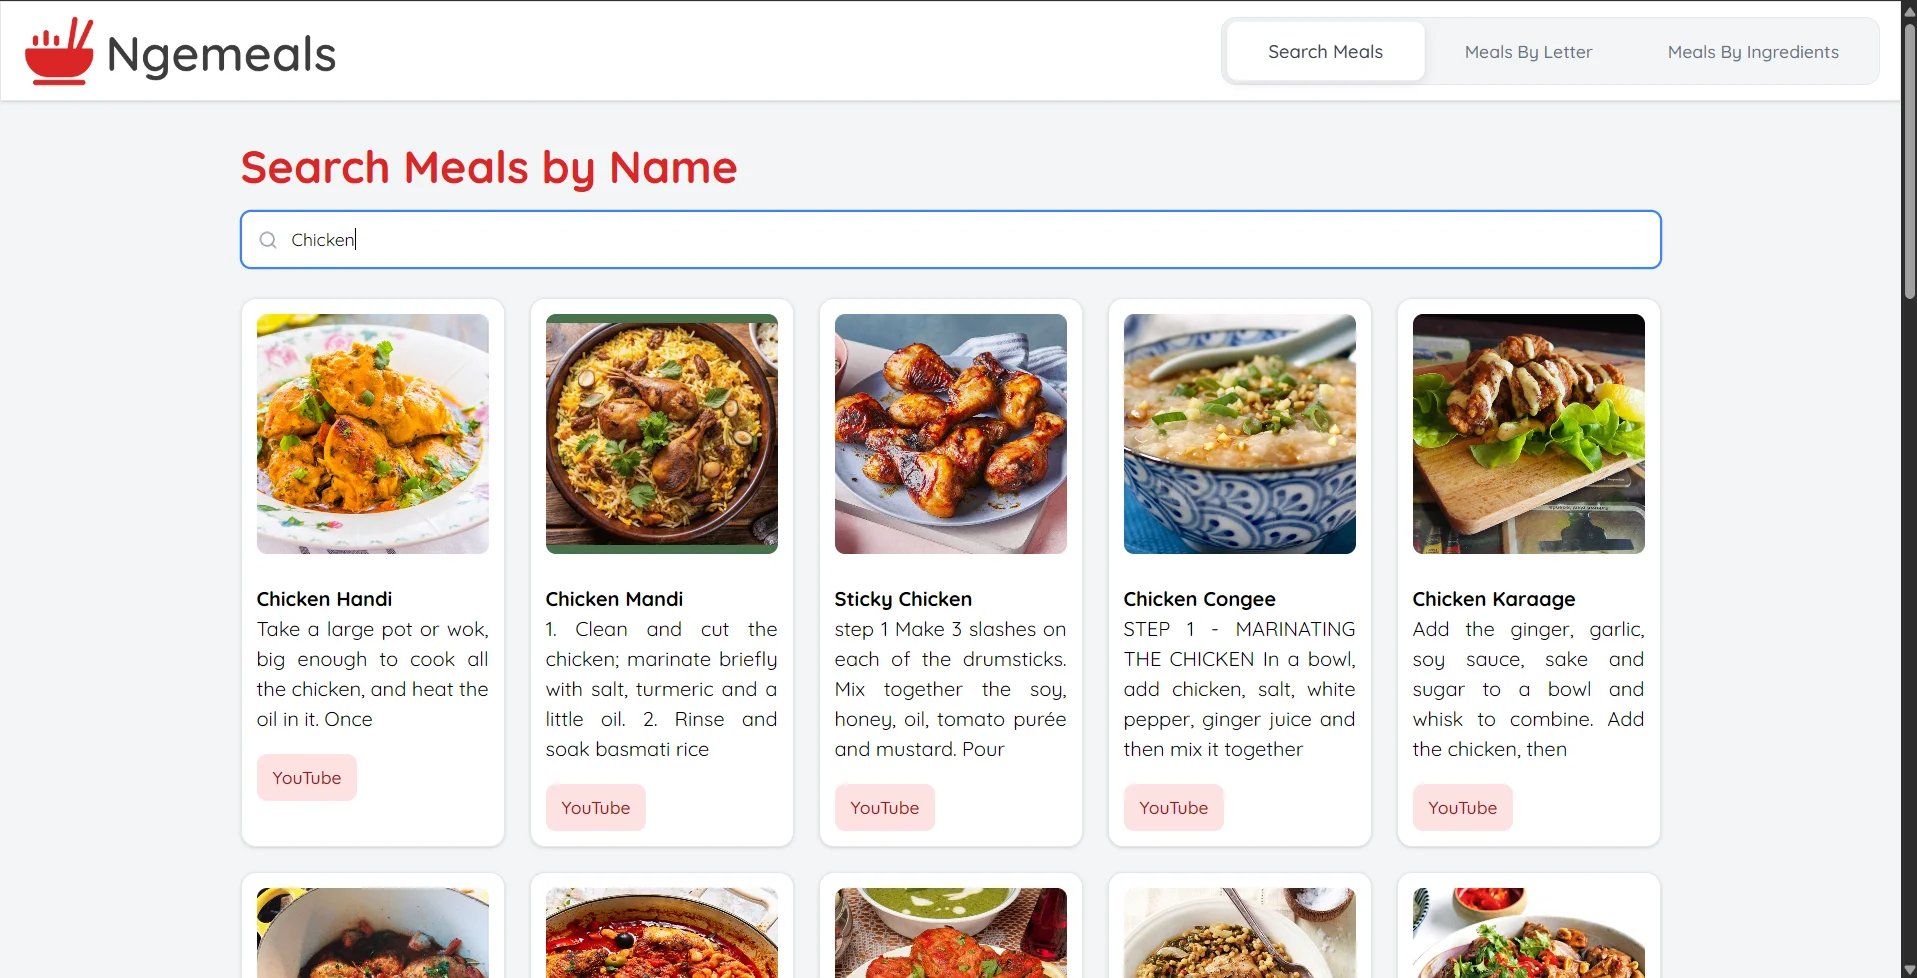 Ngemeals
Search Meals
Meals By Letter
Meals By Ingredients
Search Meals by Name
Chicken
Chicken Handi
Take a large pot or wok,
big enough to cook all
the chicken, and heat the
oil in it. Once
YouTube
Chicken Mandi
1. Clean and cut the
chicken; marinate briefly
with salt, turmeric and a
little oil. 2. Rinse and
soak basmati rice
YouTube
Sticky Chicken
step 1 Make 3 slashes on
each of the drumsticks.
Mix together the soy,
honey, oil, tomato purée
and mustard. Pour
YouTube
Chicken Congee
STEP 1 - MARINATING
THE CHICKEN In a bowl,
add chicken, salt, white
pepper, ginger juice and
then mix it together
YouTube
Chicken Karaage
Add the ginger, garlic,
soy sauce, sake and
sugar to a bowl and
whisk to combine. Add
the chicken, then
YouTube